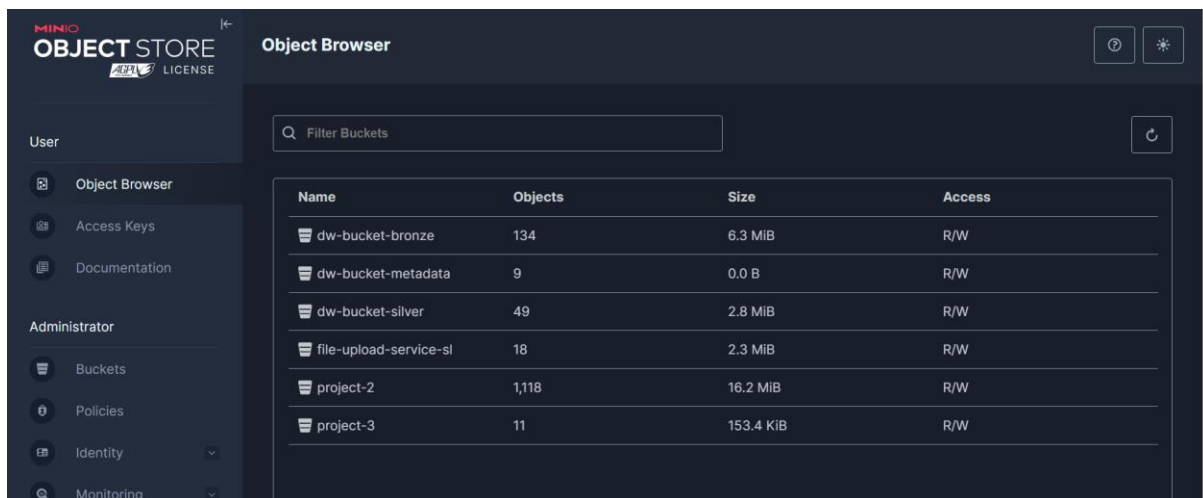 MINIO
OBJECT STORE
AGPLV3 LICENSE
Object Browser
User
Object Browser
Access Keys
Documentation
Administrator
Buckets
Policies
Identity
Monitoring
Filter Buckets
Name Objects Size Access
dw-bucket-bronze 134 6.3 MiB R/W
dw-bucket-metadata 9 0.0 B R/W
dw-bucket-silver 49 2.8 MiB R/W
file-upload-service-sl 18 2.3 MiB R/W
project-2 1,118 16.2 MiB R/W
project-3 11 153.4 KiB R/W